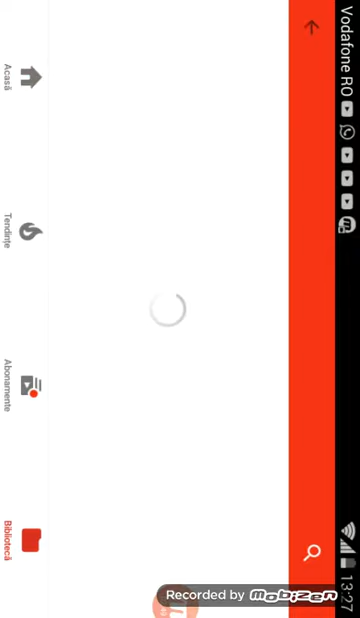 Vodafone RO
13:27
Acasă
Tendințe
Abonamente
Bibliotecă
Recorded by Mobizen